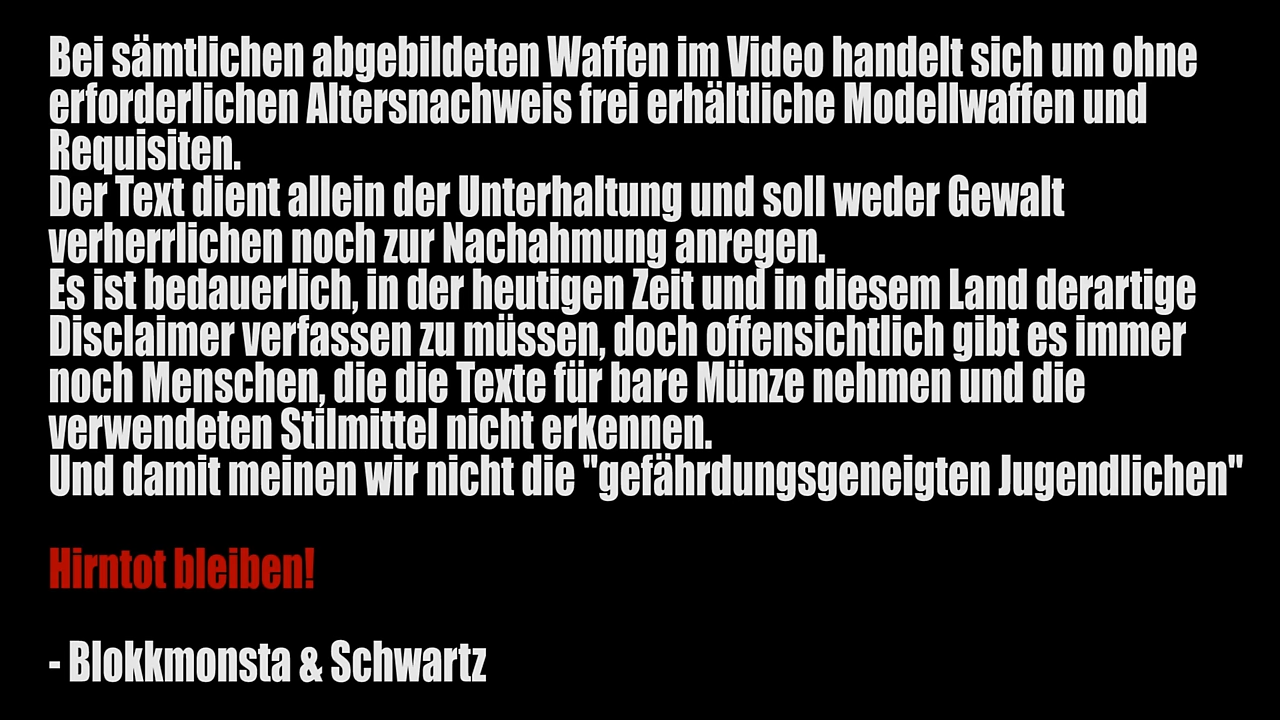 Bei sämtlichen abgebildeten Waffen im Video handelt sich um ohne
erforderlichen Altersnachweis frei erhältliche Modellwaffen und
Requisiten.
Der Text dient allein der Unterhaltung und soll weder Gewalt
verherrlichen noch zur Nachahmung anregen.
Es ist bedauerlich, in der heutigen Zeit und in diesem Land derartige
Disclaimer verfassen zu müssen, doch offensichtlich gibt es immer
noch Menschen, die die Texte für bare Münze nehmen und die
verwendeten Stilmittel nicht erkennen.
Und damit meinen wir nicht die "gefährdungsgeneigten Jugendlichen"
Hirntot bleiben!
- Blokkmonsta & Schwartz